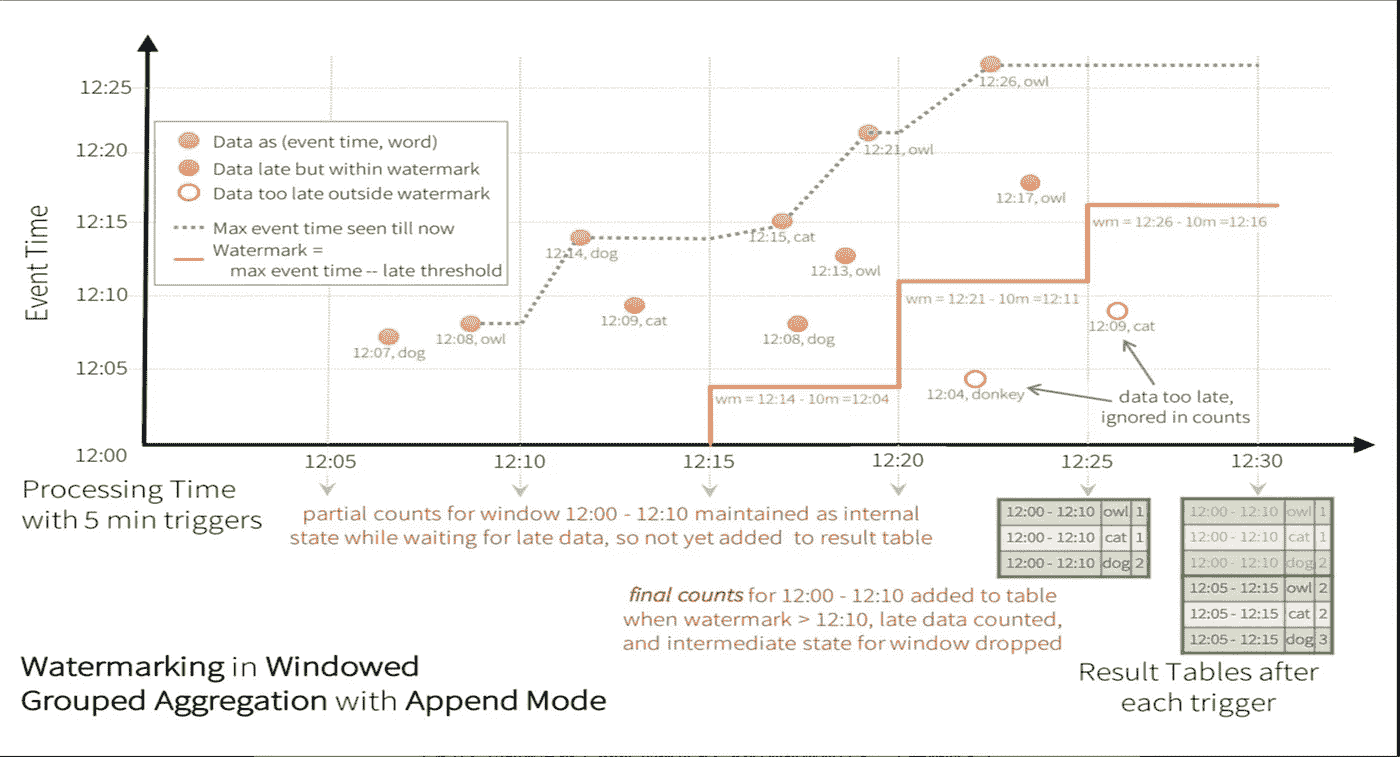 12:25
12:20
12:15
12:10
12:05
12:00
Event Time
Data as (event time, word)
Data late but within watermark
Data too late outside watermark
Max event time seen till now
Watermark =
max event time -- late threshold
12:07, dog
12:08, owl
12:14, dog
12:09, cat
12:15, cat
12:08, dog
12:13, owl
12:21, owl
12:26, owl
12:17, owl
12:04, donkey
12:09, cat
wm = 12:14 - 10m =12:04
wm = 12:21 - 10m =12:11
wm = 12:26 - 10m =12:16
data too late,
ignored in counts
12:05
12:10
12:15
12:20
12:25
12:30
Processing Time
with 5 min triggers
partial counts for window 12:00 - 12:10 maintained as internal
state while waiting for late data, so not yet added to result table
final counts for 12:00 - 12:10 added to table
when watermark > 12:10, late data counted,
and intermediate state for window dropped
12:00 - 12:10 owl 1
12:00 - 12:10 cat 1
12:00 - 12:10 dog 2
12:00 - 12:10 owl 1
12:00 - 12:10 cat 1
12:00 - 12:10 dog 2
12:05 - 12:15 owl 2
12:05 - 12:15 cat 2
12:05 - 12:15 dog 3
Result Tables after
each trigger
Watermarking in Windowed
Grouped Aggregation with Append Mode